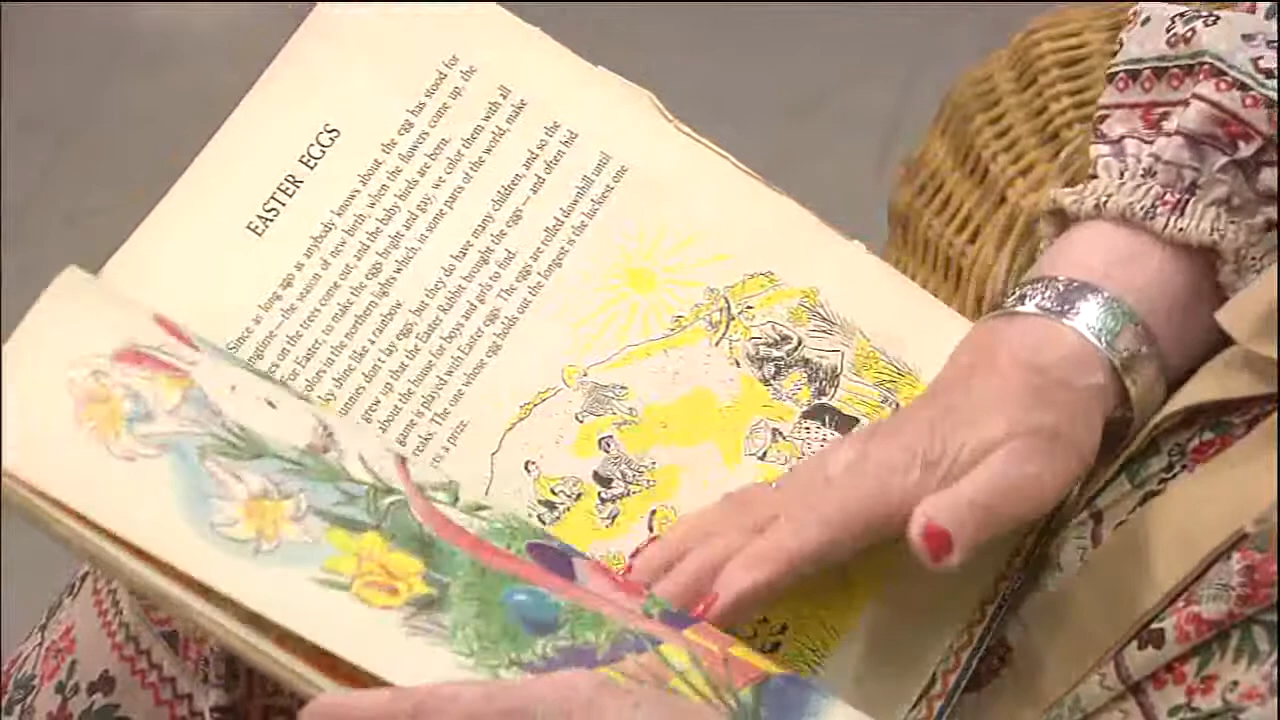 EASTER EGGS
Since as long ago as anybody knows about, the egg has stood for
the season of new birth, when the flowers come up, the
on the trees come out, and the baby birds are born.
For Easter, to make the eggs bright and gay, we color them with all
colors in the northern lights which, in some parts of the world, make
shine like a rainbow.
don't lay eggs, but they do have many children, and so the
grew up that the Easter Rabbit brought the eggs — and often hid
about the house for boys and girls to find.
game is played with Easter eggs. The eggs are rolled downhill until
The one whose egg holds out the longest is the luckiest one
a prize.